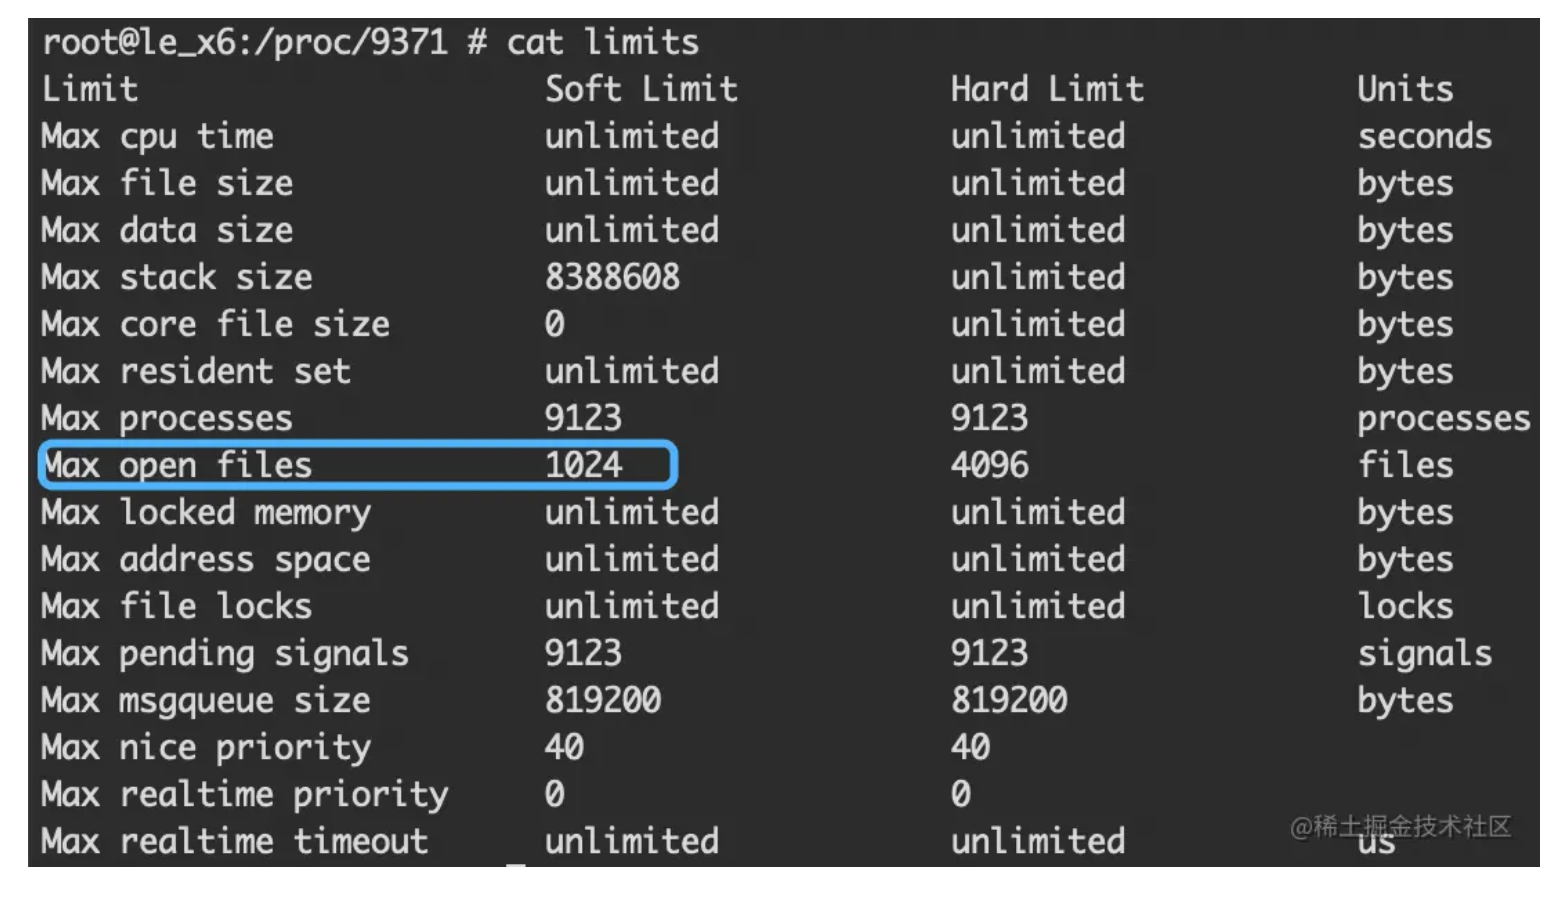 root@le_x6:/proc/9371 # cat limits
Limit Soft Limit Hard Limit Units
Max cpu time unlimited unlimited seconds
Max file size unlimited unlimited bytes
Max data size unlimited unlimited bytes
Max stack size 8388608 unlimited bytes
Max core file size 0 unlimited bytes
Max resident set unlimited unlimited bytes
Max processes 9123 9123 processes
Max open files 1024 4096 files
Max locked memory unlimited unlimited bytes
Max address space unlimited unlimited bytes
Max file locks unlimited unlimited locks
Max pending signals 9123 9123 signals
Max msgqueue size 819200 819200 bytes
Max nice priority 40 40
Max realtime priority 0 0
Max realtime timeout unlimited unlimited us
@稀土掘金技术社区